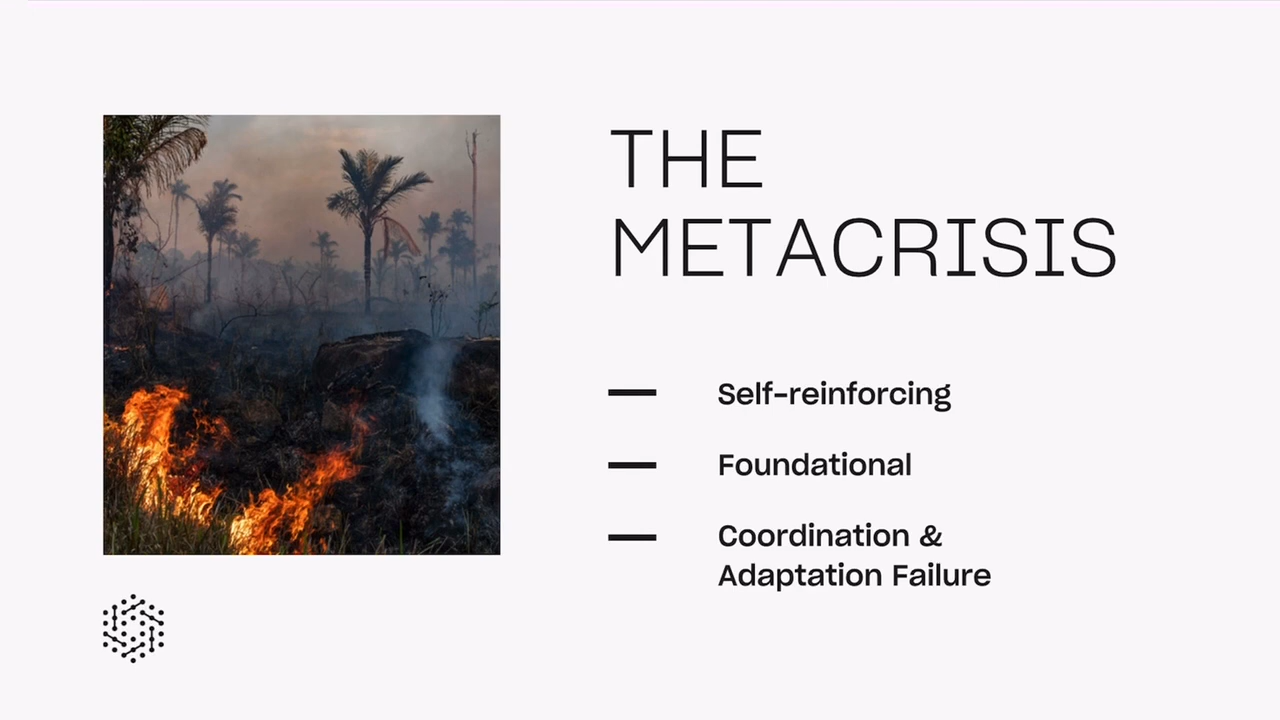 THE
METACRISIS
Self-reinforcing
Foundational
Coordination &
Adaptation Failure